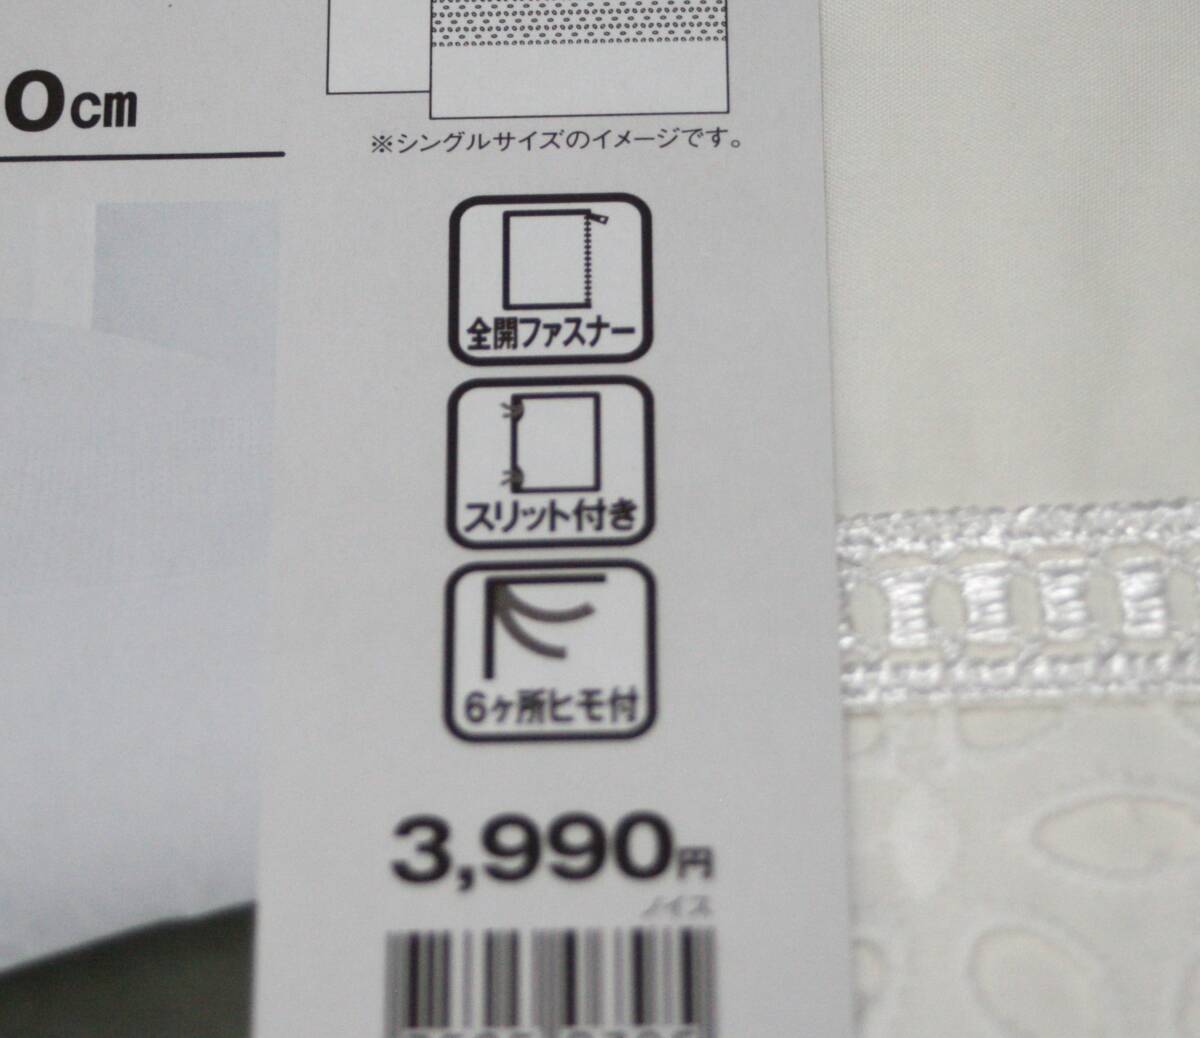 0cm
※シングルサイズのイメージです。
全開ファスナー
スリット付き
6ヶ所ヒモ付
3,990円
ノイズ